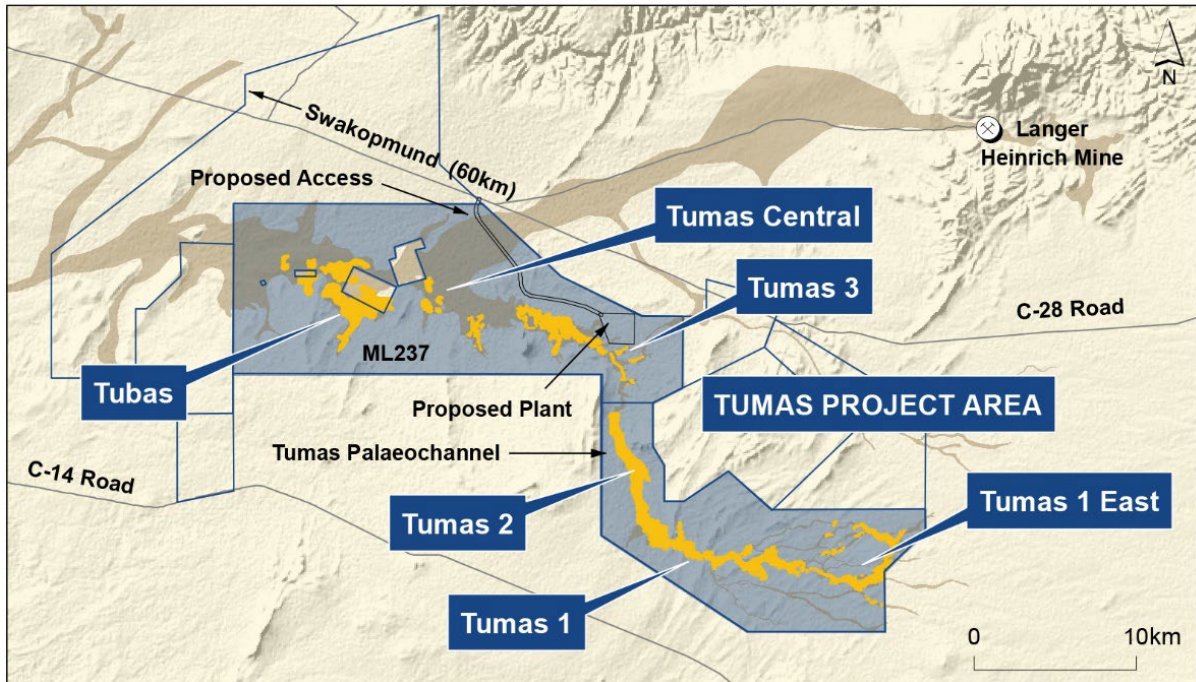 N
Langer
Heinrich Mine
Swakopmund (60km)
Proposed Access
Tumas Central
Tumas 3
C-28 Road
ML237
Tubas
Proposed Plant
TUMAS PROJECT AREA
Tumas Palaeochannel
C-14 Road
Tumas 2
Tumas 1 East
Tumas 1
0 10km